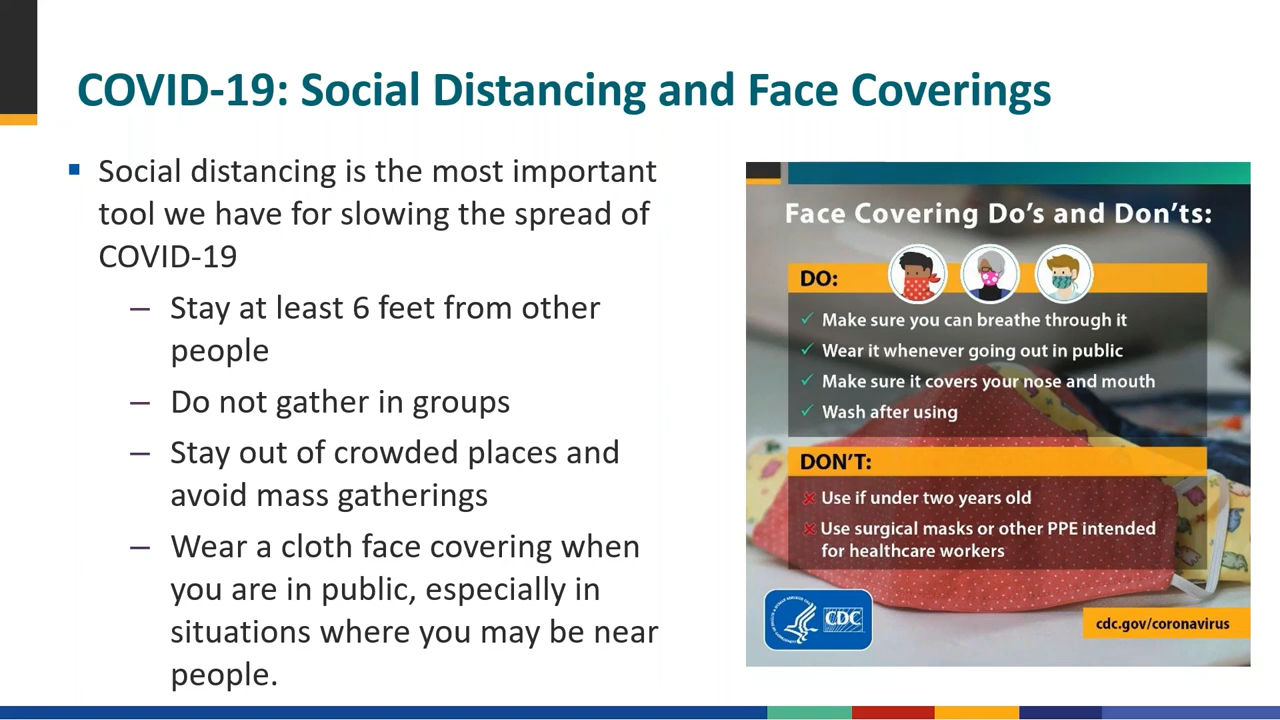 COVID-19: Social Distancing and Face Coverings
Social distancing is the most important
tool we have for slowing the spread of
COVID-19
– Stay at least 6 feet from other
people
– Do not gather in groups
– Stay out of crowded places and
avoid mass gatherings
– Wear a cloth face covering when
you are in public, especially in
situations where you may be near
people.
Face Covering Do's and Don'ts:
DO:
Make sure you can breathe through it
Wear it whenever going out in public
Make sure it covers your nose and mouth
Wash after using
DON'T:
Use if under two years old
Use surgical masks or other PPE intended
for healthcare workers
CDC
cdc.gov/coronavirus